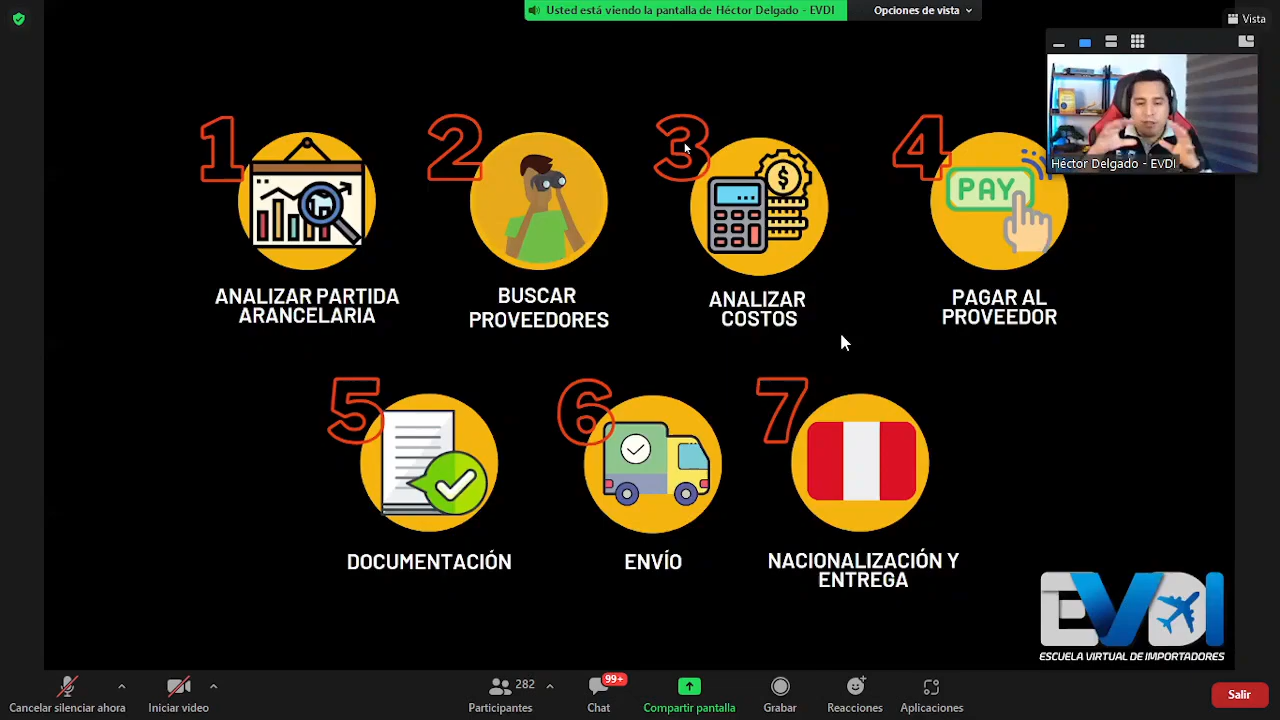 Usted está viendo la pantalla de Héctor Delgado - EVDI
Opciones de vista
Vista
Héctor Delgado - EVDI
1
2
3
4
$
PAY
ANALIZAR PARTIDA
ARANCELARIA
BUSCAR
PROVEEDORES
ANALIZAR
COSTOS
PAGAR AL
PROVEEDOR
5
6
7
DOCUMENTACIÓN
ENVÍO
NACIONALIZACIÓN Y
ENTREGA
EVDI
ESCUELA VIRTUAL DE IMPORTADORES
Cancelar silenciar ahora
Iniciar video
282
Participantes
99+
Chat
Compartir pantalla
Grabar
Reacciones
Aplicaciones
Salir